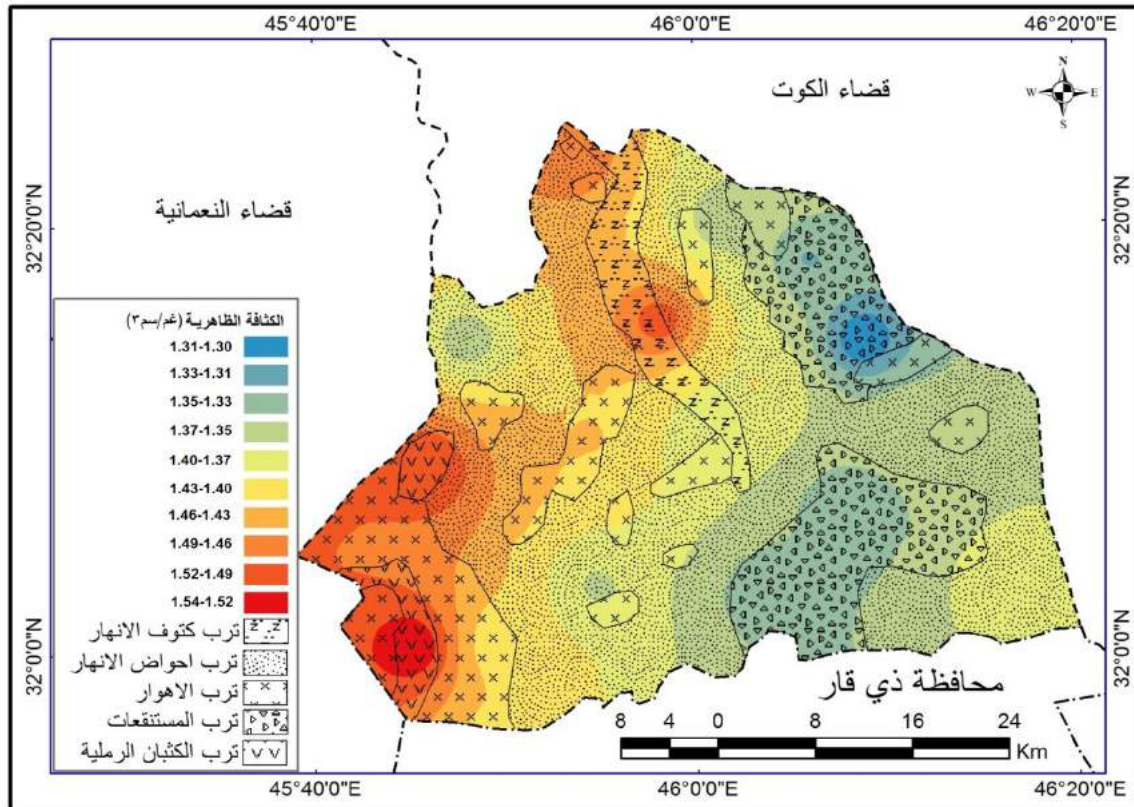 45°40'0"E
46°0'0"E
46°20'0"E
قضاء الكوت
N
W
E
S
قضاء النعمانية
32°20'0"N
32°20'0"N
الكثافة الظاهرية (غم/سم٣)
1.31-1.30
1.33-1.31
1.35-1.33
1.37-1.35
1.40-1.37
1.43-1.40
1.46-1.43
1.49-1.46
1.52-1.49
1.54-1.52
ترب كتوف الانهار
ترب احواض الانهار
ترب الاهوار
ترب المستنقعات
ترب الكثبان الرملية
32°0'0"N
32°0'0"N
محافظة ذي قار
8 4 0 8 16 24
Km
45°40'0"E
46°0'0"E
46°20'0"E